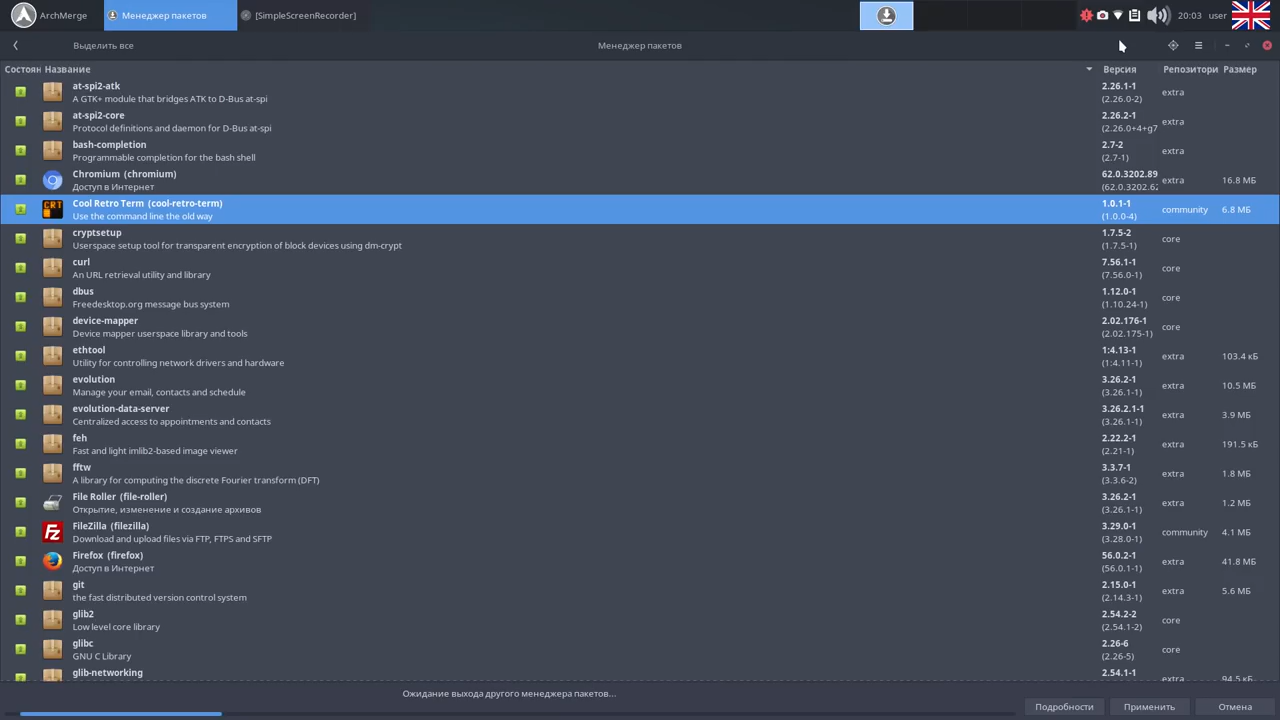 ArchMerge
Менеджер пакетов
[SimpleScreenRecorder]
20:03 user
Выделить все
Менеджер пакетов
Состоян Название Версия Репозитори Размер
at-spi2-atk
A GTK+ module that bridges ATK to D-Bus at-spi
2.26.1-1
(2.26.0-2)
extra
at-spi2-core
Protocol definitions and daemon for D-Bus at-spi
2.26.2-1
(2.26.0+4+g7
extra
bash-completion
Programmable completion for the bash shell
2.7-2
(2.7-1)
extra
Chromium (chromium)
Доступ в Интернет
62.0.3202.89
(62.0.3202.62
extra
16.8 МБ
CRT
Cool Retro Term (cool-retro-term)
Use the command line the old way
1.0.1-1
(1.0.0-4)
community
6.8 МБ
cryptsetup
Userspace setup tool for transparent encryption of block devices using dm-crypt
1.7.5-2
(1.7.5-1)
core
curl
An URL retrieval utility and library
7.56.1-1
(7.56.0-1)
core
dbus
Freedesktop.org message bus system
1.12.0-1
(1.10.24-1)
core
device-mapper
Device mapper userspace library and tools
2.02.176-1
(2.02.175-1)
core
ethtool
Utility for controlling network drivers and hardware
1:4.13-1
(1:4.11-1)
extra
103.4 кБ
evolution
Manage your email, contacts and schedule
3.26.2-1
(3.26.1-1)
extra
10.5 МБ
evolution-data-server
Centralized access to appointments and contacts
3.26.2.1-1
(3.26.1-1)
extra
3.9 МБ
feh
Fast and light imlib2-based image viewer
2.22.2-1
(2.21-1)
extra
191.5 кБ
fftw
A library for computing the discrete Fourier transform (DFT)
3.3.7-1
(3.3.6-2)
extra
1.8 МБ
File Roller (file-roller)
Открытие, изменение и создание архивов
3.26.2-1
(3.26.1-1)
extra
1.2 МБ
Fz
FileZilla (filezilla)
Download and upload files via FTP, FTPS and SFTP
3.29.0-1
(3.28.0-1)
community
4.1 МБ
Firefox (firefox)
Доступ в Интернет
56.0.2-1
(56.0.1-1)
extra
41.8 МБ
git
the fast distributed version control system
2.15.0-1
(2.14.3-1)
extra
5.6 МБ
glib2
Low level core library
2.54.2-2
(2.54.1-2)
core
glibc
GNU C Library
2.26-6
(2.26-5)
core
glib-networking
2.54.1-1
extra
94.5 кБ
Ожидание выхода другого менеджера пакетов...
Подробности
Применить
Отмена